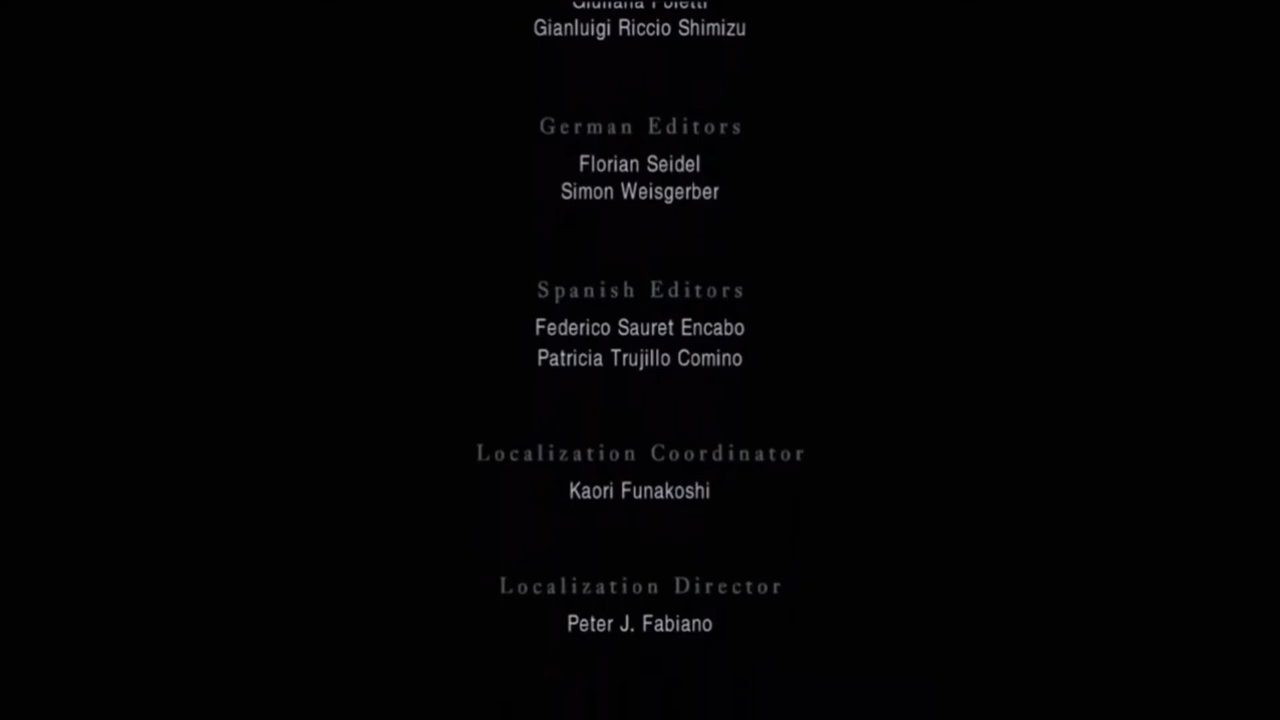 Gianluigi Riccio Shimizu
German Editors
Florian Seidel
Simon Weisgerber
Spanish Editors
Federico Sauret Encabo
Patricia Trujillo Comino
Localization Coordinator
Kaori Funakoshi
Localization Director
Peter J. Fabiano